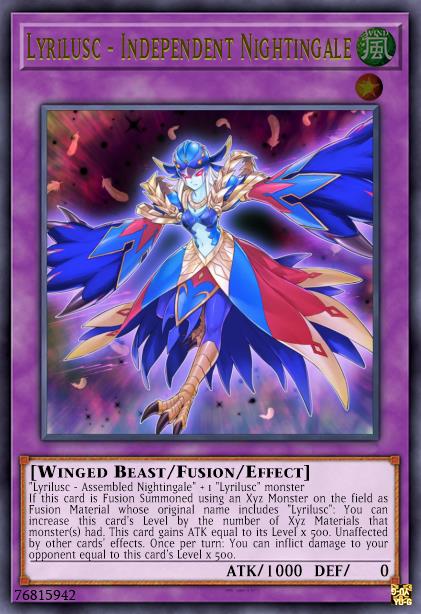 Lyrilusc - Independent Nightingale
WIND
風
[Winged Beast/Fusion/Effect]
"Lyrilusc - Assembled Nightingale" + 1 "Lyrilusc" monster
If this card is Fusion Summoned using an Xyz Monster on the field as
Fusion Material whose original name includes "Lyrilusc": You can
increase this card's Level by the number of Xyz Materials that
monster(s) had. This card gains ATK equal to its Level x 500. Unaffected
by other cards' effects. Once per turn: You can inflict damage to your
opponent equal to this card's Level x 500.
ATK/1000 DEF/ 0
76815942